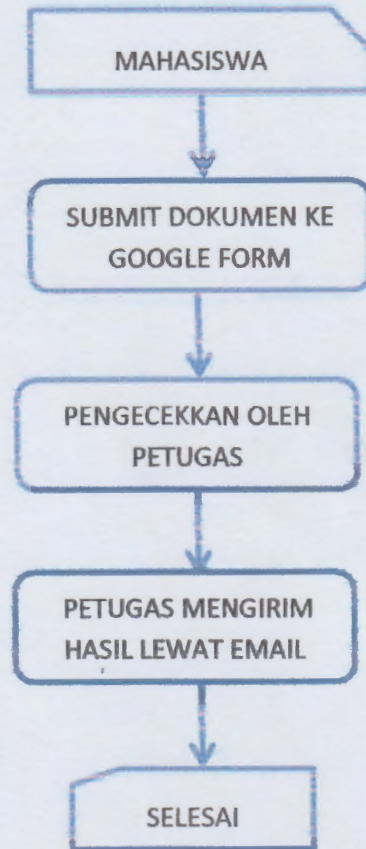 MAHASISWA
SUBMIT DOKUMEN KE
GOOGLE FORM
PENGECEKKAN OLEH
PETUGAS
PETUGAS MENGIRIM
HASIL LEWAT EMAIL
SELESAI